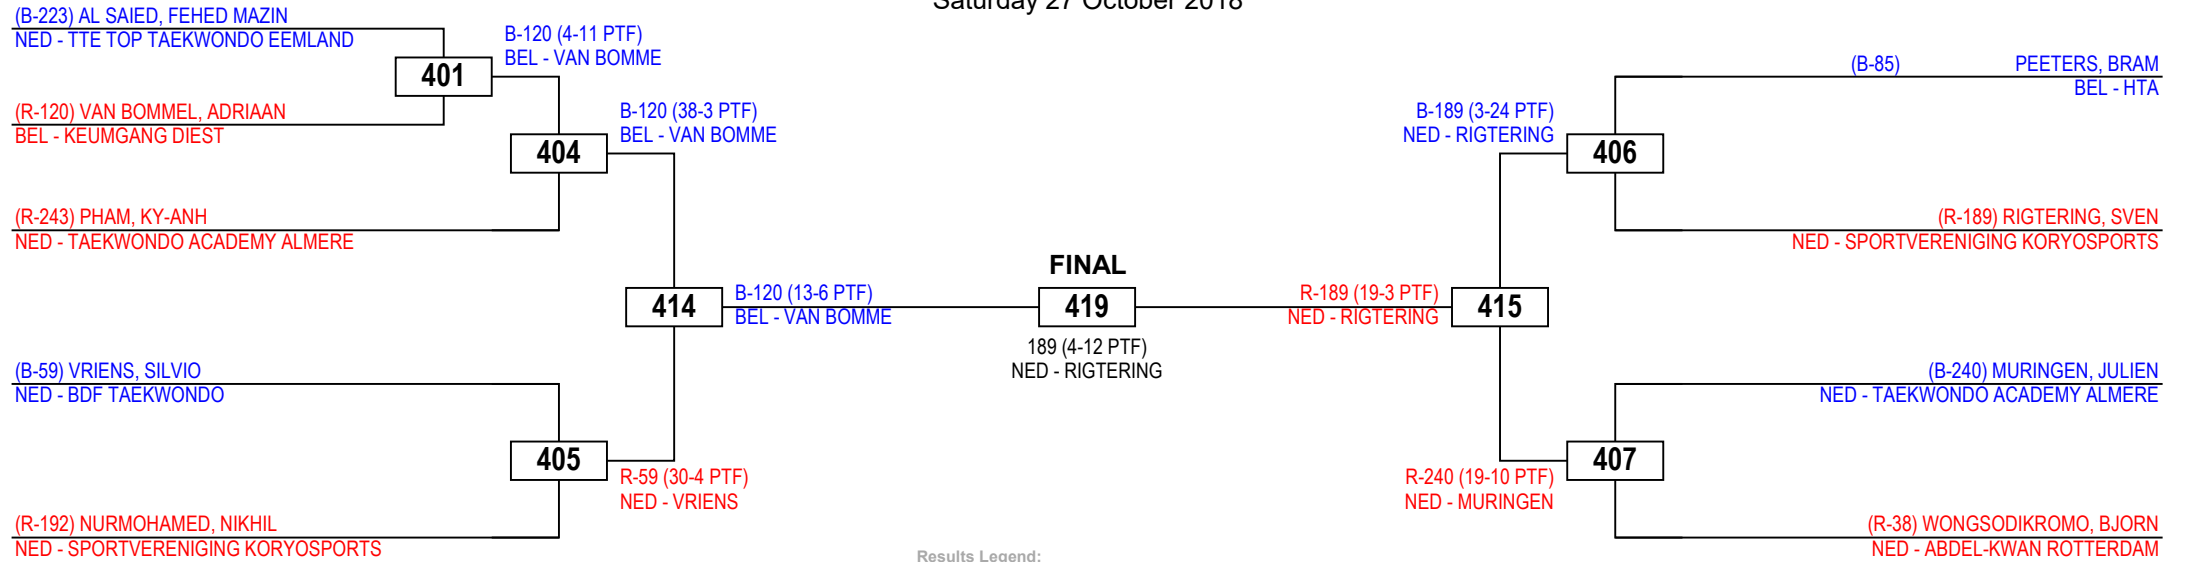 Saturday 27 October 2018
(B-223) AL SAIED, FEHED MAZIN
NED - TTE TOP TAEKWONDO EEMLAND
401
(R-120) VAN BOMMEL, ADRIAAN
BEL - KEUMGANG DIEST
B-120 (4-11 PTF)
BEL - VAN BOMME
404
(R-243) PHAM, KY-ANH
NED - TAEKWONDO ACADEMY ALMERE
B-120 (38-3 PTF)
BEL - VAN BOMME
414
B-120 (13-6 PTF)
BEL - VAN BOMME
(B-59) VRIENS, SILVIO
NED - BDF TAEKWONDO
405
(R-192) NURMOHAMED, NIKHIL
NED - SPORTVERENIGING KORYOSPORTS
R-59 (30-4 PTF)
NED - VRIENS
FINAL
419
189 (4-12 PTF)
NED - RIGTERING
(B-85) PEETERS, BRAM
BEL - HTA
B-189 (3-24 PTF)
NED - RIGTERING
406
(R-189) RIGTERING, SVEN
NED - SPORTVERENIGING KORYOSPORTS
R-189 (19-3 PTF)
NED - RIGTERING
415
(B-240) MURINGEN, JULIEN
NED - TAEKWONDO ACADEMY ALMERE
407
R-240 (19-10 PTF)
NED - MURINGEN
(R-38) WONGSODIKROMO, BJORN
NED - ABDEL-KWAN ROTTERDAM
Results Legend: